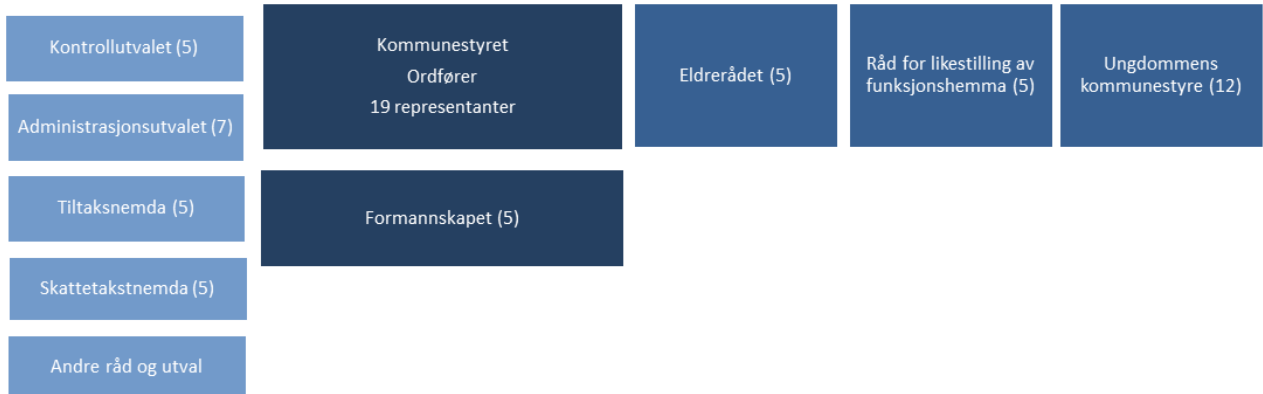 Kontrollutvalet (5)
Administrasjonsutvalet (7)
Tiltaksnemda (5)
Skattetakstnemda (5)
Andre råd og utval
Kommunestyret
Ordfører
19 representanter
Formannskapet (5)
Eldrerådet (5)
Råd for likestilling av
funksjonshemma (5)
Ungdommens
kommunestyre (12)